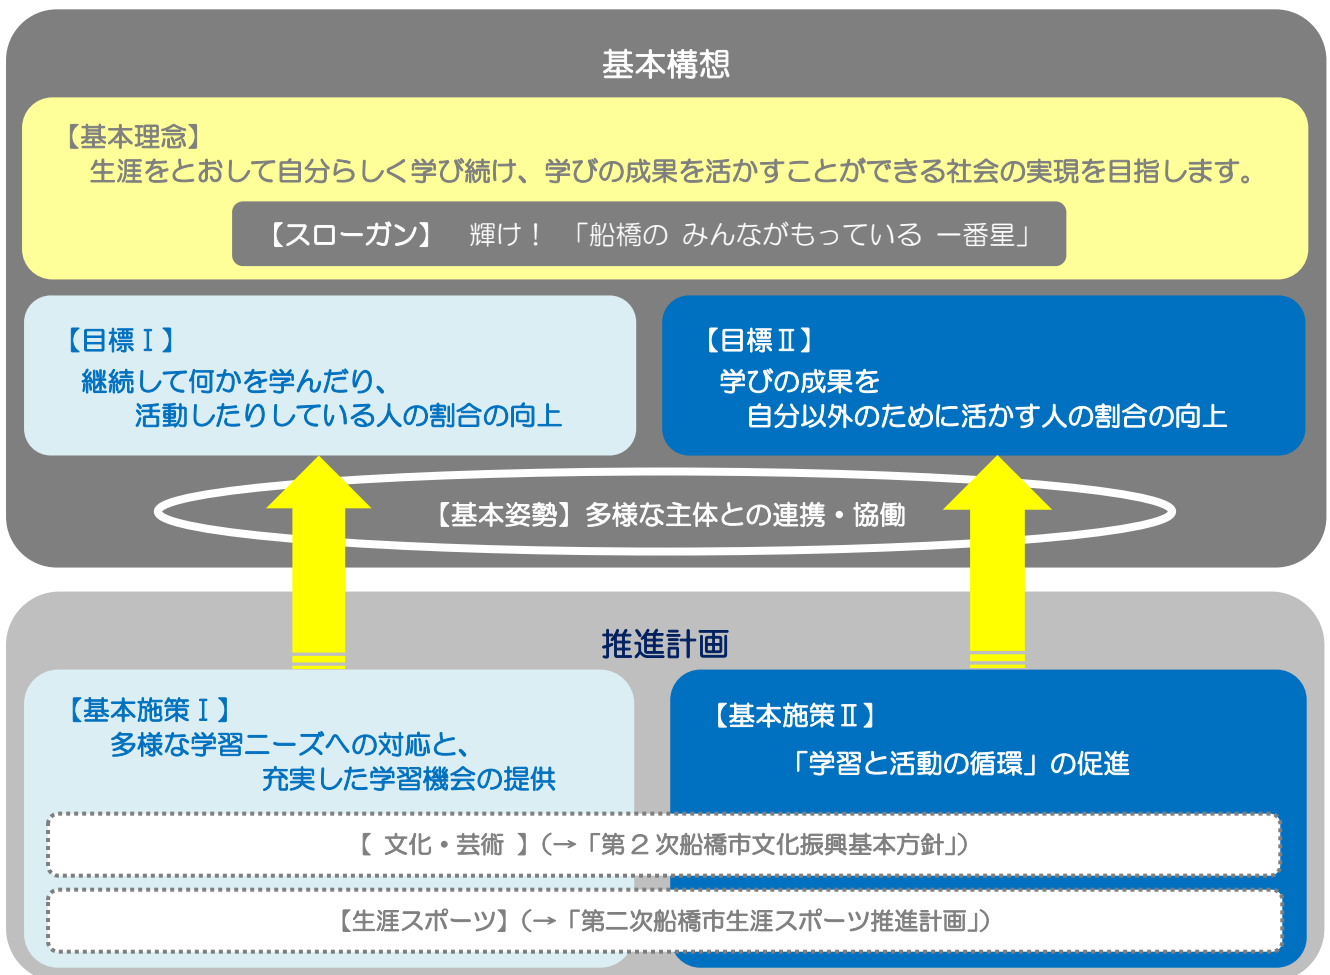 基本構想
【基本理念】
生涯をとおして自分らしく学び続け、学びの成果を活かすことができる社会の実現を目指します。
【スローガン】 輝け！ 「船橋の みんながもっている 一番星」
【目標Ⅰ】
継続して何かを学んだり、
活動したりしている人の割合の向上
【目標Ⅱ】
学びの成果を
自分以外のために活かす人の割合の向上
【基本姿勢】多様な主体との連携・協働
推進計画
【基本施策Ⅰ】
多様な学習ニーズへの対応と、
充実した学習機会の提供
【基本施策Ⅱ】
「学習と活動の循環」の促進
【 文化・芸術 】（→「第２次船橋市文化振興基本方針」）
【生涯スポーツ】（→「第二次船橋市生涯スポーツ推進計画」）